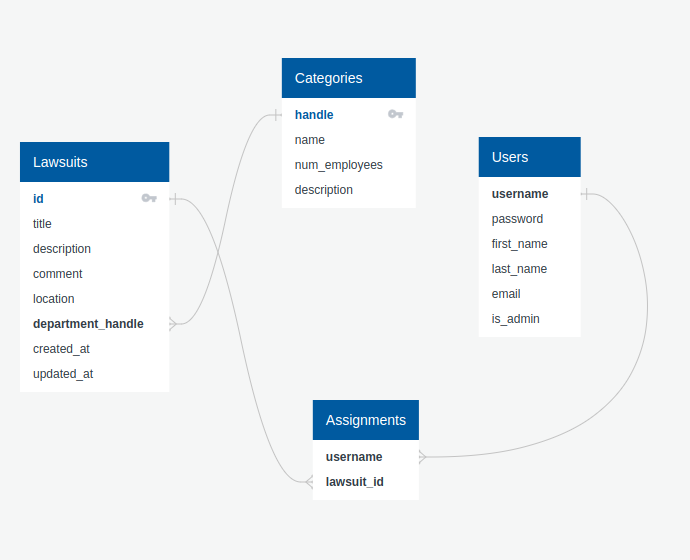 Categories
handle
name
num_employees
description
Lawsuits
id
title
description
comment
location
department_handle
created_at
updated_at
Users
username
password
first_name
last_name
email
is_admin
Assignments
username
lawsuit_id